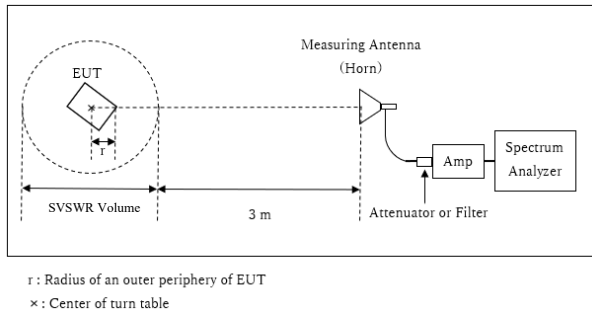 Measuring Antenna
(Horn)
EUT
r
Amp
Spectrum
Analyzer
SVSWR Volume
3 m
Attenuator or Filter
r : Radius of an outer periphery of EUT
× : Center of turn table